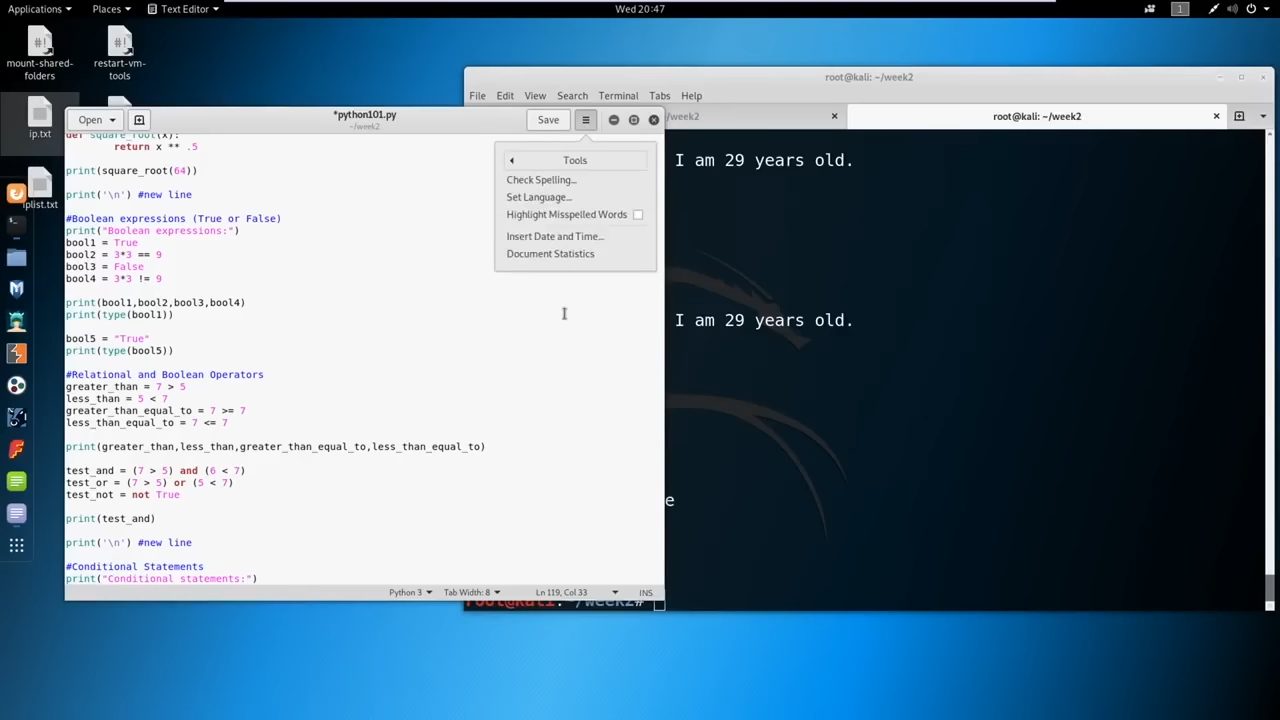 Applications
Places
Text Editor
Wed 20:47
1
mount-shared-folders
restart-vm-tools
ip.txt
iplist.txt
root@kali: ~/week2
File Edit View Search Terminal Tabs Help
/week2
root@kali: ~/week2
I am 29 years old.
I am 29 years old.
e
root@kali: ~/week2#
Open
*python101.py
~/week2
Save
Tools
Check Spelling...
Set Language...
Highlight Misspelled Words
Insert Date and Time...
Document Statistics
def square_root(x):
        return x ** .5
print(square_root(64))
print('\n') #new line
#Boolean expressions (True or False)
print("Boolean expressions:")
bool1 = True
bool2 = 3*3 == 9
bool3 = False
bool4 = 3*3 != 9
print(bool1,bool2,bool3,bool4)
print(type(bool1))
bool5 = "True"
print(type(bool5))
#Relational and Boolean Operators
greater_than = 7 > 5
less_than = 5 < 7
greater_than_equal_to = 7 >= 7
less_than_equal_to = 7 <= 7
print(greater_than,less_than,greater_than_equal_to,less_than_equal_to)
test_and = (7 > 5) and (6 < 7)
test_or = (7 > 5) or (5 < 7)
test_not = not True
print(test_and)
print('\n') #new line
#Conditional Statements
print("Conditional statements:")
Python 3
Tab Width: 8
Ln 119, Col 33
INS